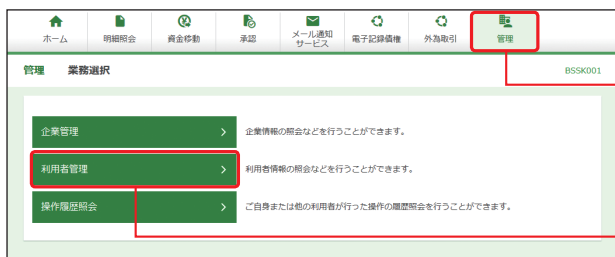 ホーム 明細照会 資金移動 承認 メール通知サービス 電子記録債権 外為取引 管理
管理 業務選択 BSSK001
企業管理 企業情報の照会などを行うことができます。
利用者管理 利用者情報の照会などを行うことができます。
操作履歴照会 ご自身または他の利用者が行った操作の履歴照会を行うことができます。